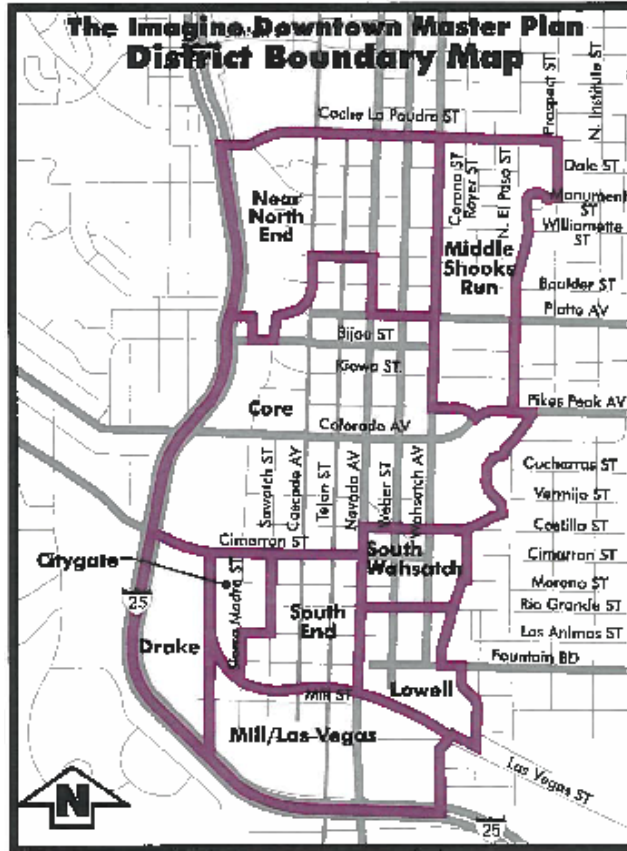 The Imagine Downtown Master Plan
District Boundary Map
Prospect ST
N. Institute ST
Cache La Poudre ST
Corona ST
Royer ST
N. El Paso ST
Dale ST
Monument
ST
Willamette
ST
Near
North
End
Middle
Shooks
Run
Boulder ST
Platte AV
Bijou ST
Kiowa ST.
Core
Pikes Peak AV
Colorado AV
Sawatch ST
Cascade AV
Tejon ST
Nevada AV
Weber ST
Wahsatch AV
Cucharras ST
Vermijo ST
Costilla ST
Cimarron ST
Cimarron ST
South
Wahsatch
Citygate
Moreno ST
Rio Grande ST
Las Animas ST
Fountain BD
25
Sierra Madre ST
South
End
Drake
Lowell
Mill ST
Mill/Las Vegas
Las Vegas ST
N
25